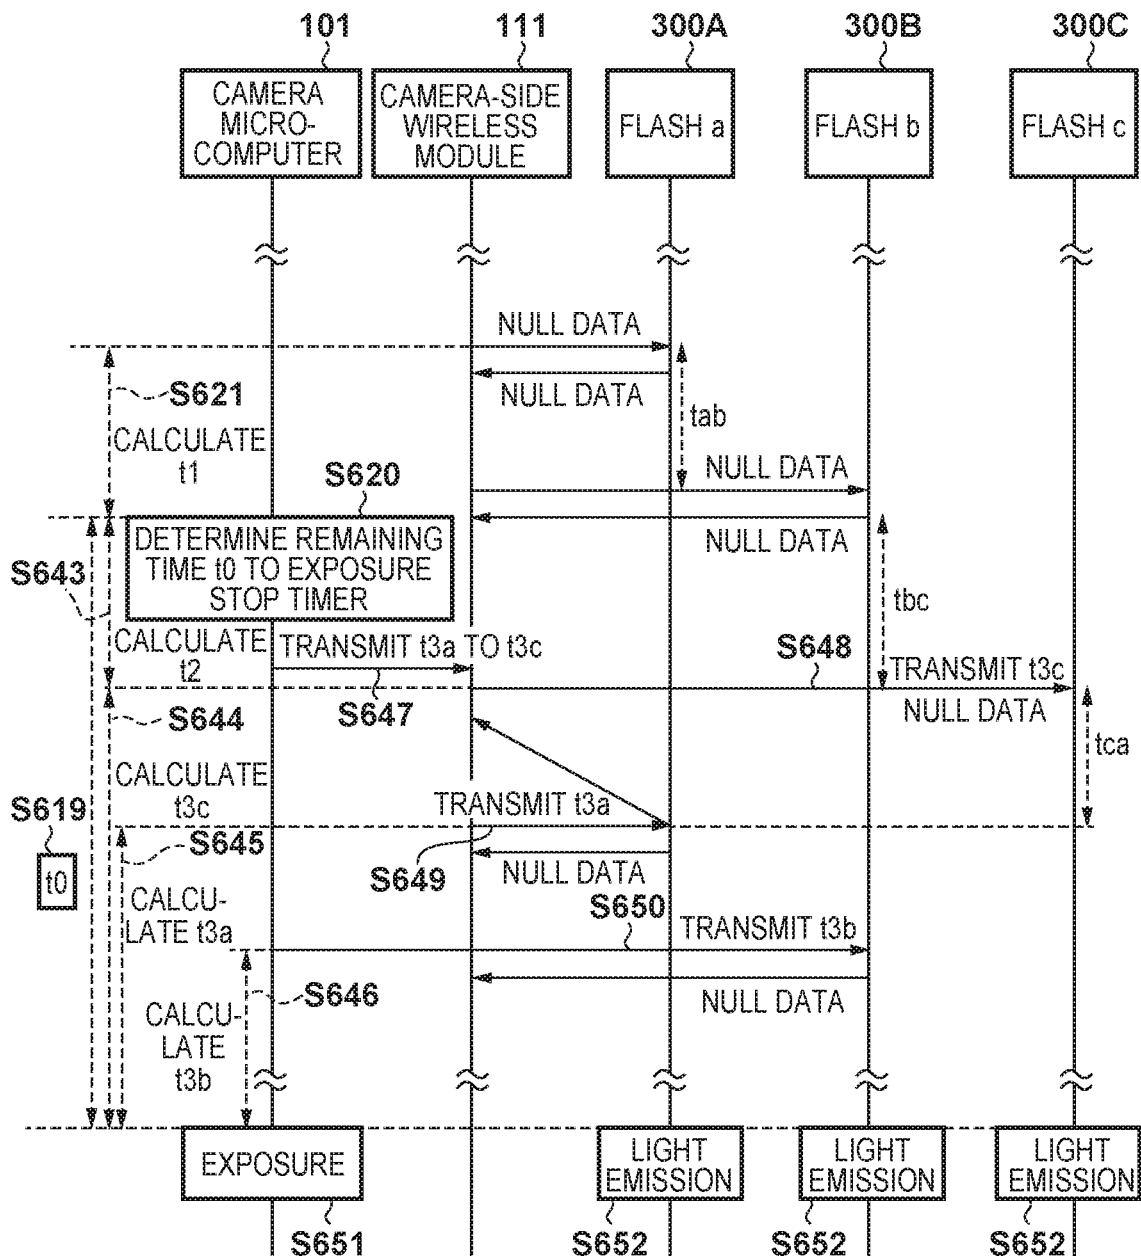 101
111
300A
300B
300C
CAMERA
MICRO-
COMPUTER
CAMERA-SIDE
WIRELESS
MODULE
FLASH a
FLASH b
FLASH c
NULL DATA
S621
NULL DATA
tab
CALCULATE
t1
S620
NULL DATA
DETERMINE REMAINING
TIME t0 TO EXPOSURE
STOP TIMER
NULL DATA
S643
tbc
CALCULATE
t2
TRANSMIT t3a TO t3c
S648
TRANSMIT t3c
S647
NULL DATA
S644
tca
CALCULATE
t3c
S619
TRANSMIT t3a
S645
t0
S649
NULL DATA
CALCU-
LATE t3a
S650
TRANSMIT t3b
S646
NULL DATA
CALCU-
LATE
t3b
EXPOSURE
LIGHT
EMISSION
LIGHT
EMISSION
LIGHT
EMISSION
S651
S652
S652
S652